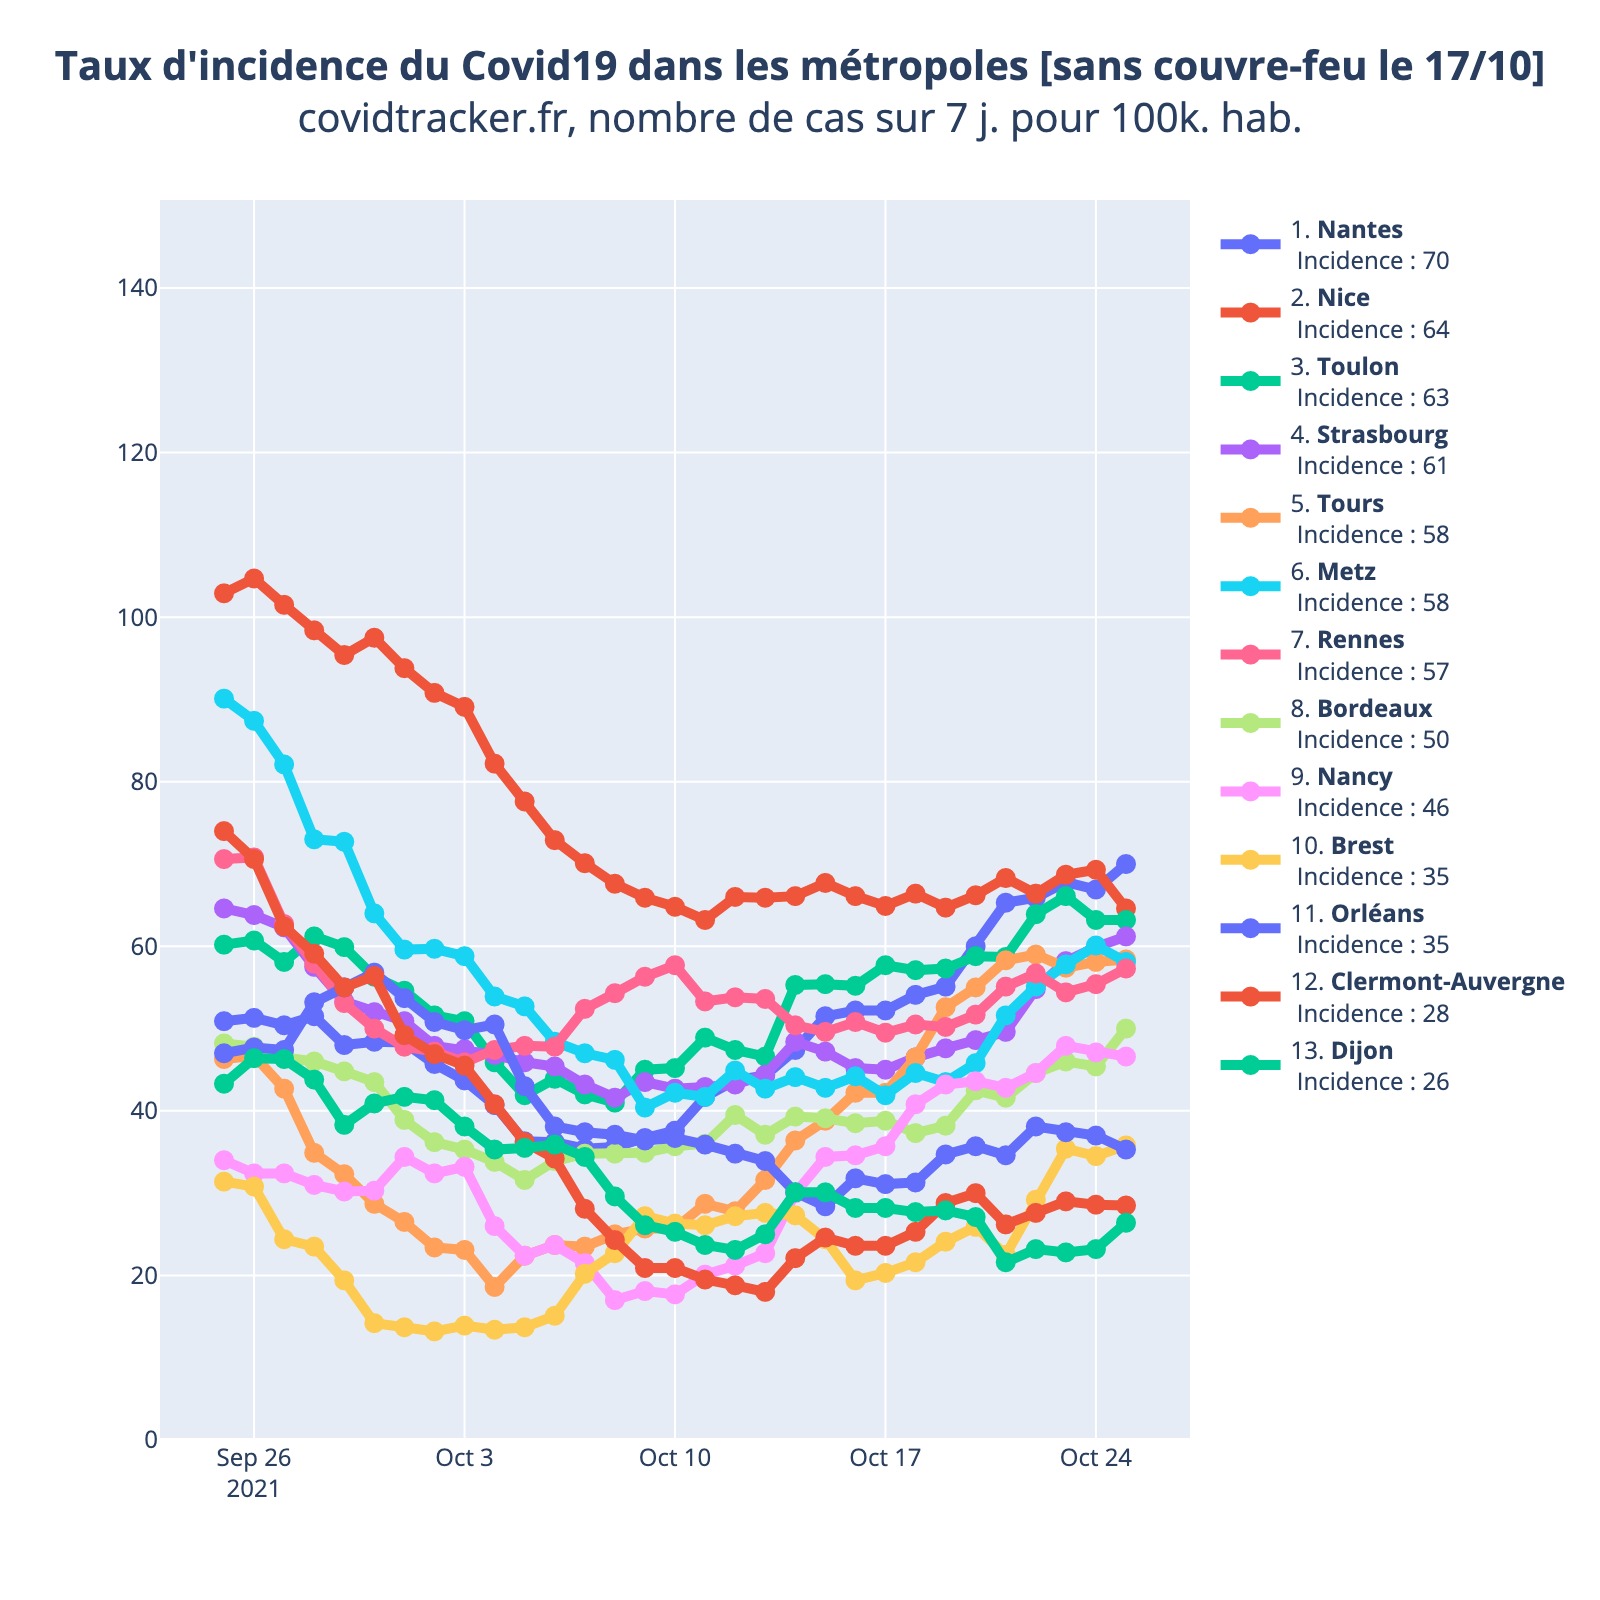 Taux d'incidence du Covid19 dans les métropoles [sans couvre-feu le 17/10]
covidtracker.fr, nombre de cas sur 7 j. pour 100k. hab.
140
120
100
80
60
40
20
0
Sep 26
2021
Oct 3
Oct 10
Oct 17
Oct 24
1. Nantes
Incidence : 70
2. Nice
Incidence : 64
3. Toulon
Incidence : 63
4. Strasbourg
Incidence : 61
5. Tours
Incidence : 58
6. Metz
Incidence : 58
7. Rennes
Incidence : 57
8. Bordeaux
Incidence : 50
9. Nancy
Incidence : 46
10. Brest
Incidence : 35
11. Orléans
Incidence : 35
12. Clermont-Auvergne
Incidence : 28
13. Dijon
Incidence : 26